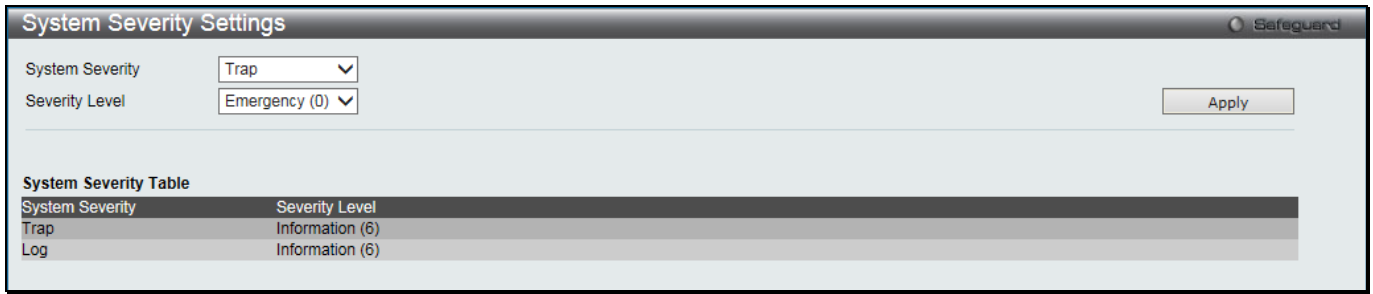 System Severity Settings
Safeguard
System Severity Trap
Severity Level Emergency (0)
Apply
System Severity Table
System Severity Severity Level
Trap Information (6)
Log Information (6)